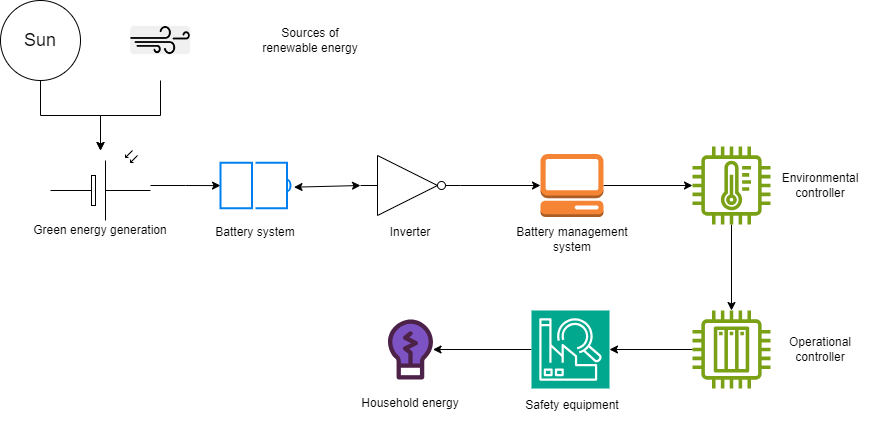 Sun
Sources of
renewable energy
Green energy generation
Battery system
Inverter
Battery management
system
Environmental
controller
Operational
controller
Safety equipment
Household energy